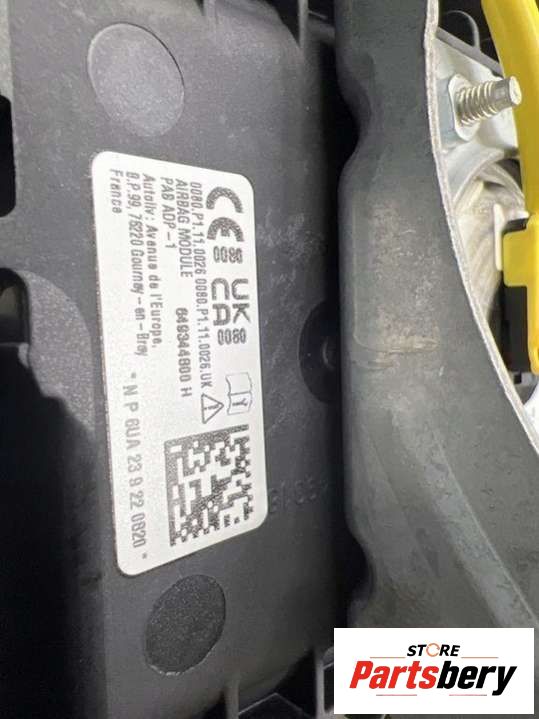 CE UK
CA
0080 0080
0080.P1.11.0026 0080.P1.11.0026.UK
AIRBAG MODULE
PAB ADP-1 649344800 H
Autoliv: Avenue de l'Europe,
B.P.99, 76220 Gournay-en-Bray
France
* N P 6UA 23 9 22 0820 *
STORE
Partsbery